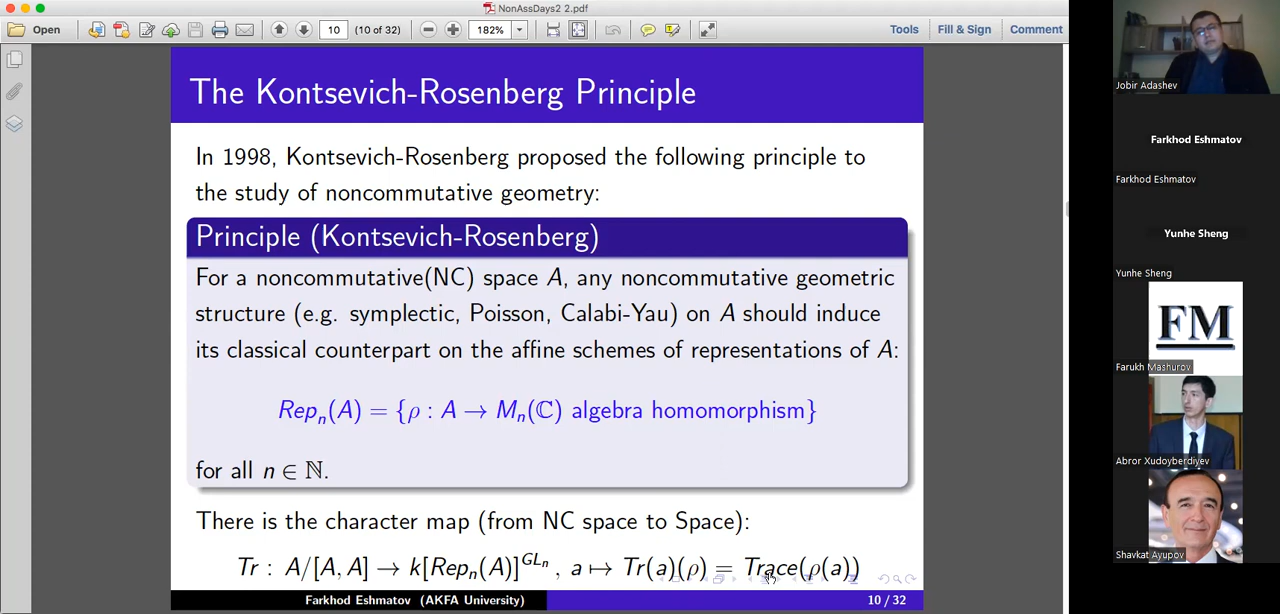 NonAssDays2 2.pdf
Open
10
(10 of 32)
182%
Tools
Fill & Sign
Comment
The Kontsevich-Rosenberg Principle
In 1998, Kontsevich-Rosenberg proposed the following principle to
the study of noncommutative geometry:
Principle (Kontsevich-Rosenberg)
For a noncommutative(NC) space A, any noncommutative geometric
structure (e.g. symplectic, Poisson, Calabi-Yau) on A should induce
its classical counterpart on the affine schemes of representations of A:
Rep_n(A) = {ρ : A → M_n(ℂ) algebra homomorphism}
for all n ∈ ℕ.
There is the character map (from NC space to Space):
Tr : A/[A, A] → k[Rep_n(A)]^{GL_n} , a ↦ Tr(a)(ρ) = Trace(ρ(a))
Farkhod Eshmatov (AKFA University)
10 / 32
Jobir Adashev
Farkhod Eshmatov
Farkhod Eshmatov
Yunhe Sheng
Yunhe Sheng
FM
Farukh Mashurov
Abror Xudoyberdiyev
Shavkat Ayupov